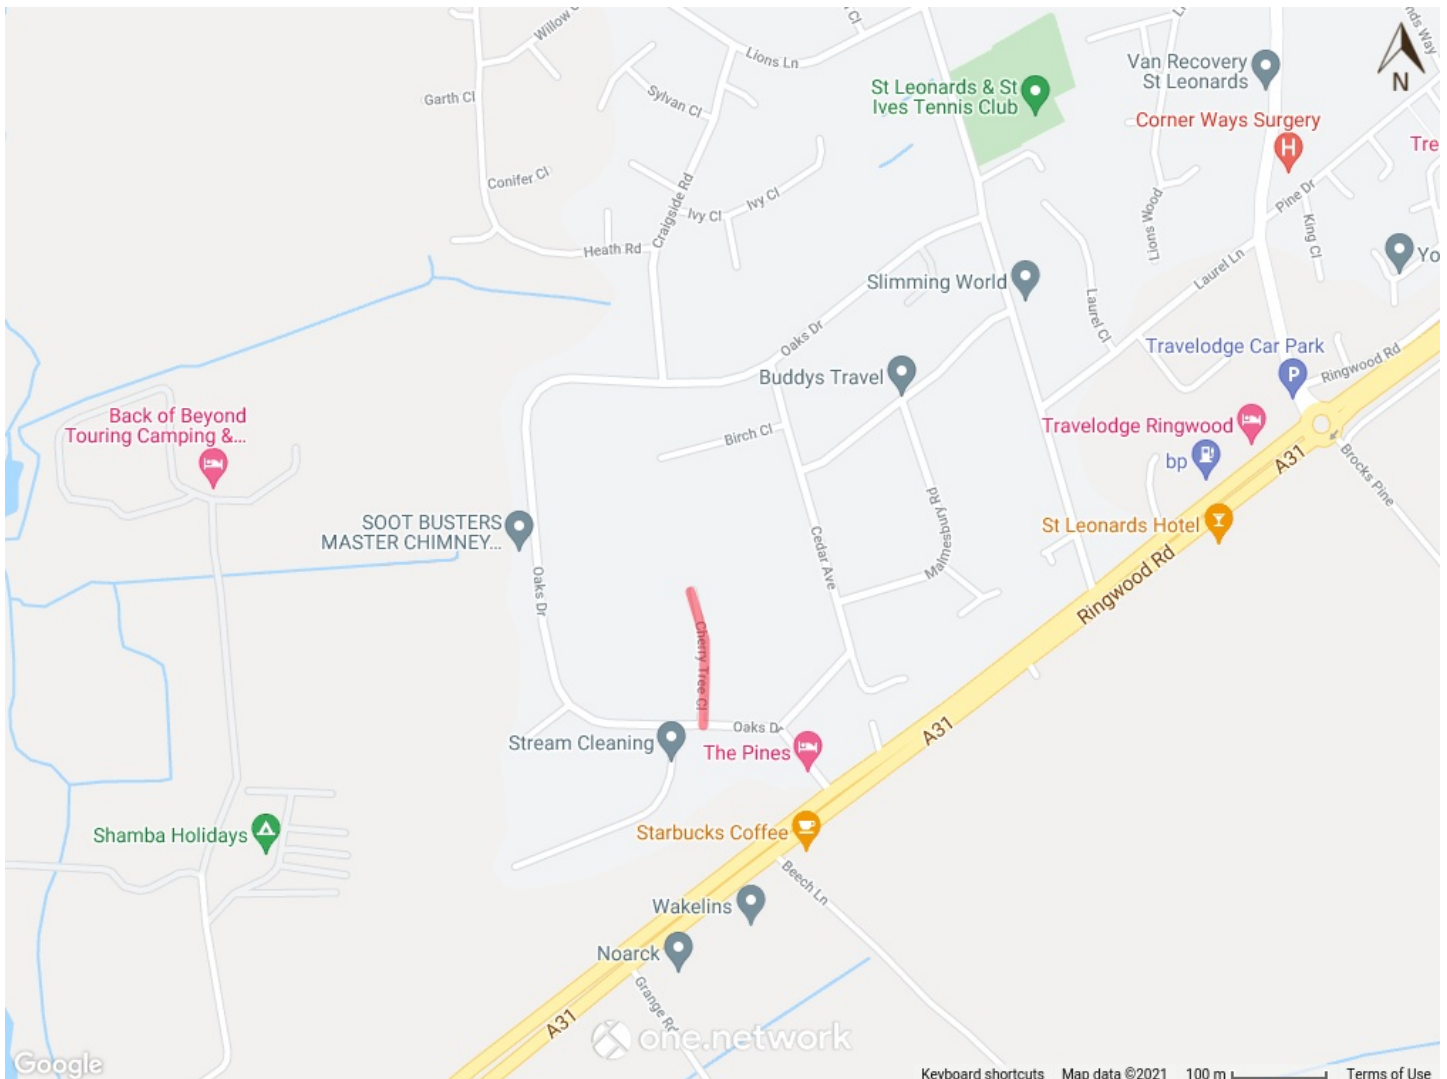 Willow C
Cl
Li
nds Way
Lions Ln
Van Recovery
St Leonards
N
Garth Cl
Sylvan Cl
St Leonards & St
Ives Tennis Club
Corner Ways Surgery
H
Tre
Conifer Cl
Pine Dr
Ivy Cl
Ivy Cl
Craigside Rd
Lions Wood
King Cl
Heath Rd
Yo
Laurel Ln
Slimming World
Laurel Cl
Oaks Dr
Travelodge Car Park
P
Ringwood Rd
Buddys Travel
Back of Beyond
Touring Camping &...
Birch Cl
Travelodge Ringwood
bp
A31
Brocks Pine
SOOT BUSTERS
MASTER CHIMNEY...
Malmesbury Rd
St Leonards Hotel
Cedar Ave
Oaks Dr
Ringwood Rd
Cherry Tree Cl
Oaks D
A31
Stream Cleaning
The Pines
Shamba Holidays
Starbucks Coffee
Beech Ln
Wakelins
Noarck
Grange Rd
A31
one.network
Google
Keyboard shortcuts Map data ©2021 100 m Terms of Use